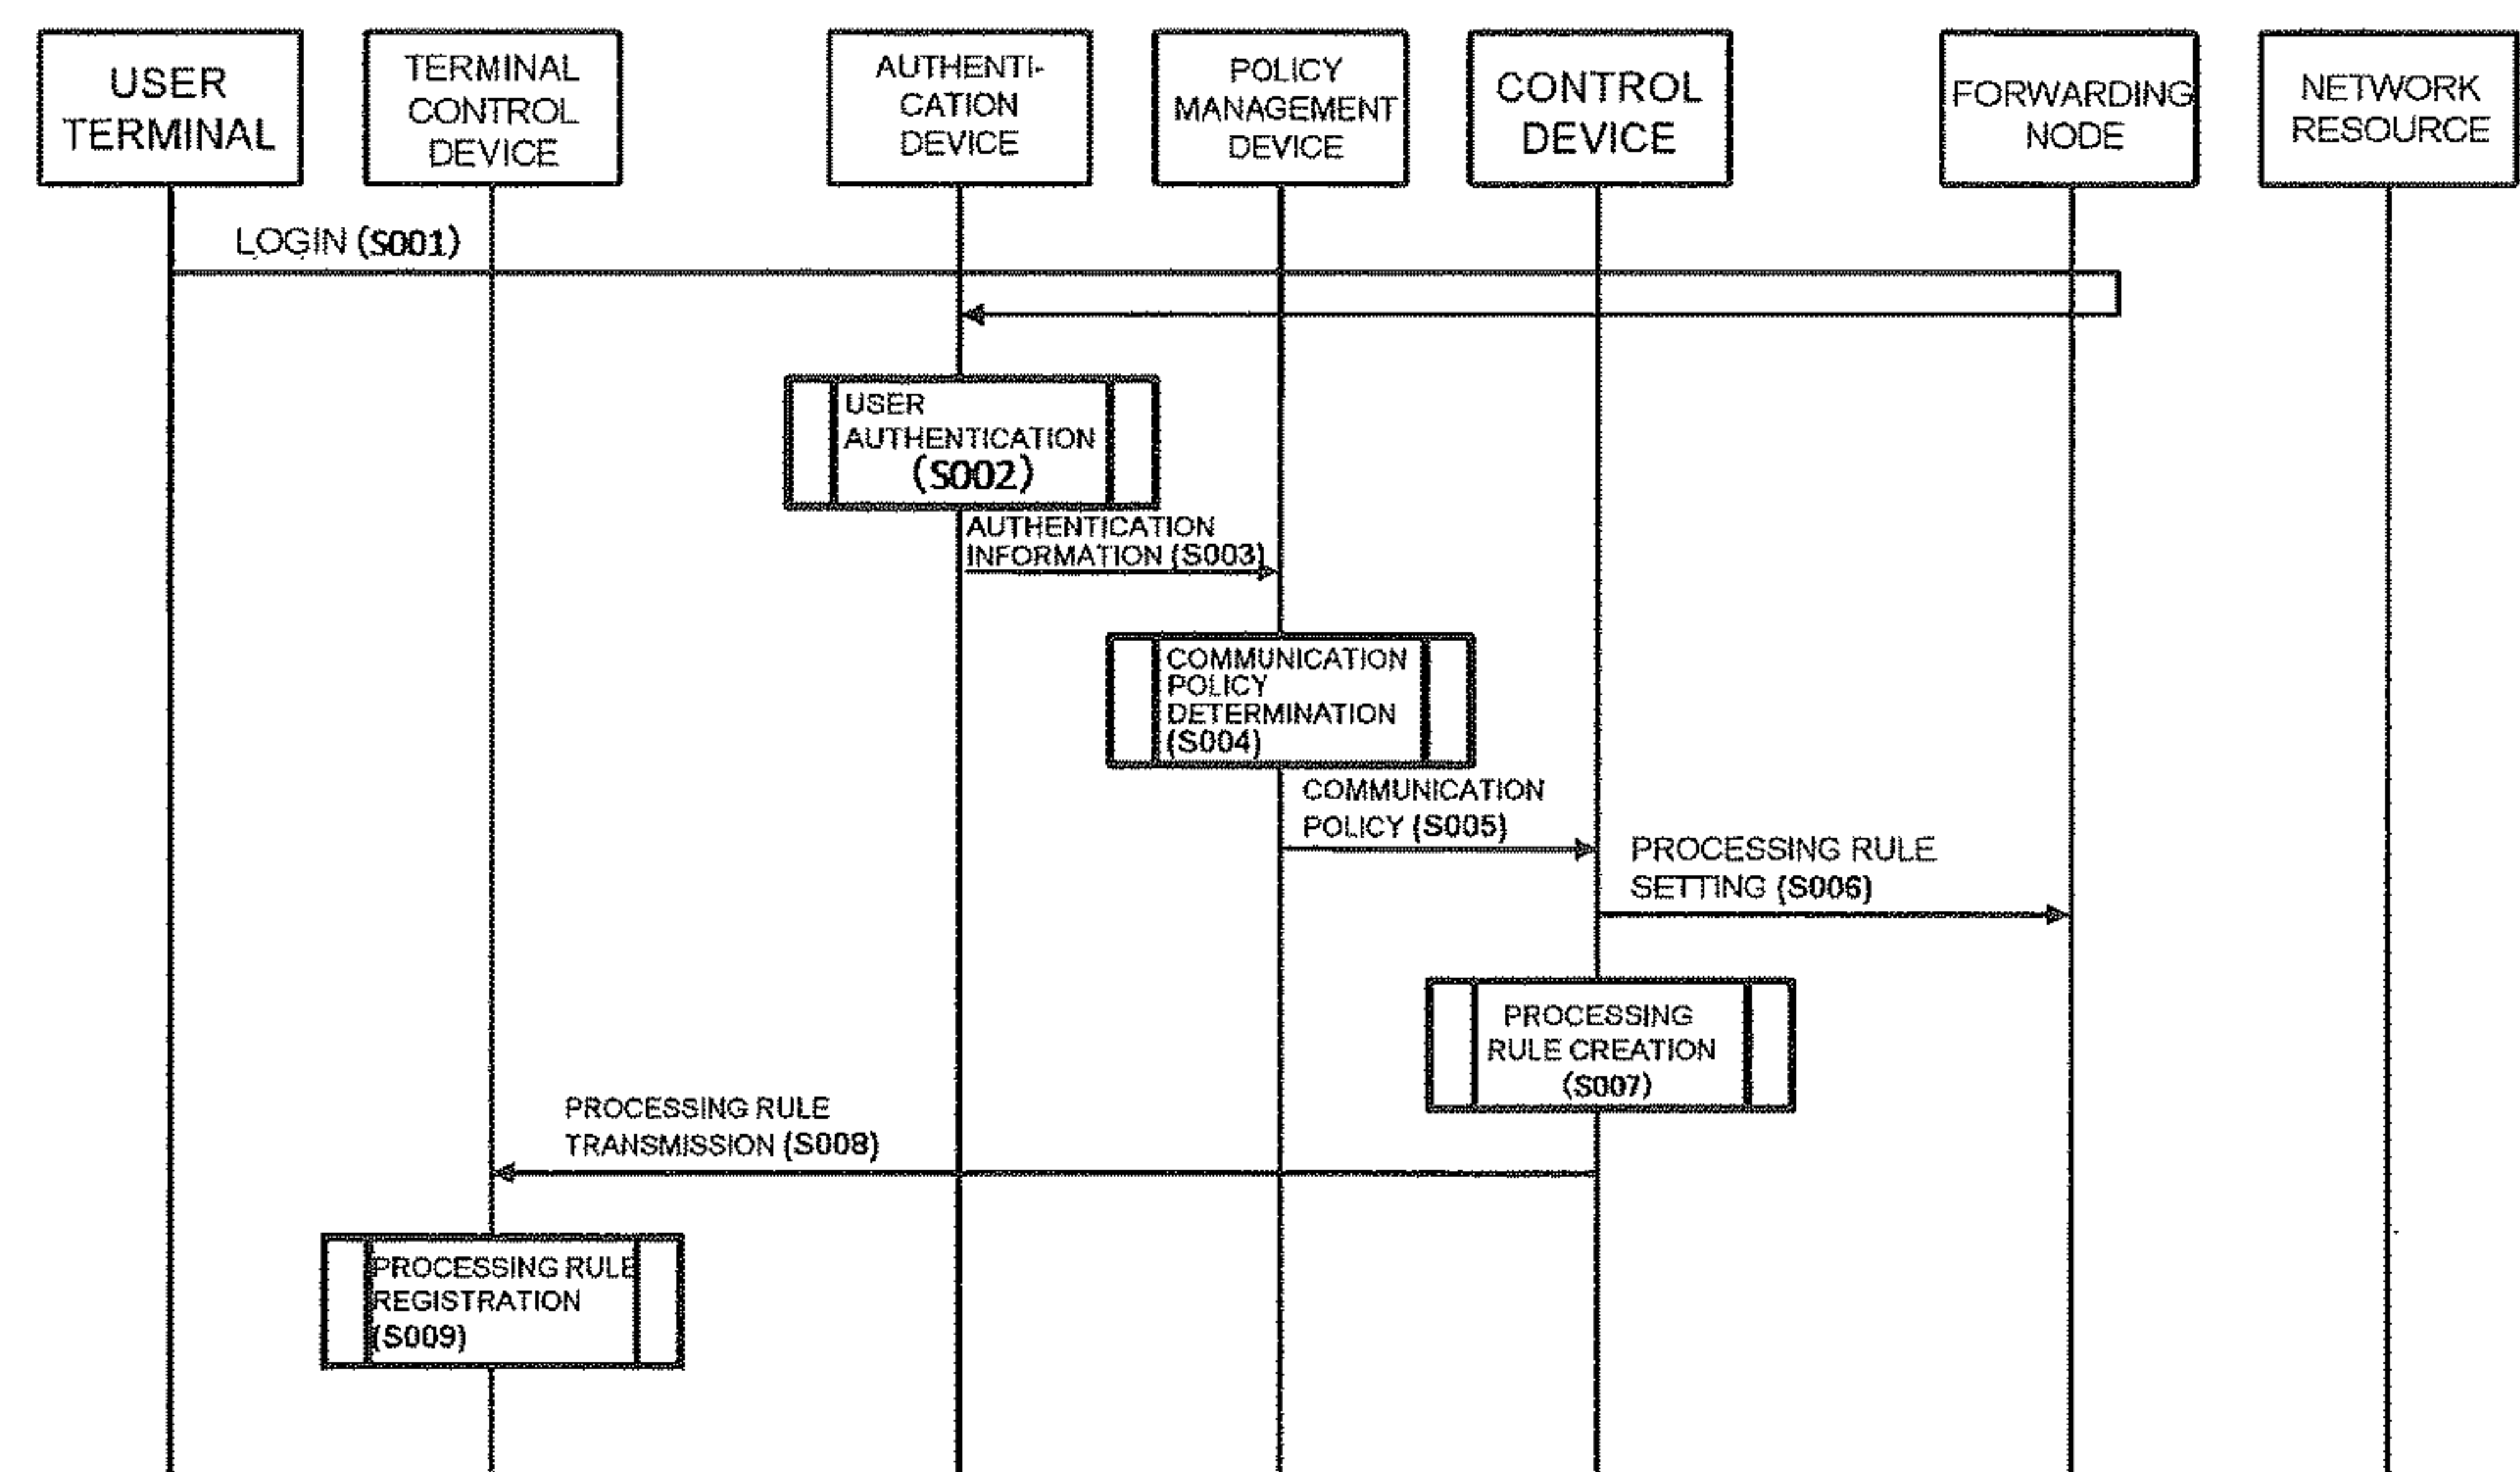 USER
TERMINAL
TERMINAL
CONTROL
DEVICE
AUTHENTI-
CATION
DEVICE
POLICY
MANAGEMENT
DEVICE
CONTROL
DEVICE
FORWARDING
NODE
NETWORK
RESOURCE
LOGIN (S001)
USER
AUTHENTICATION
(S002)
AUTHENTICATION
INFORMATION (S003)
COMMUNICATION
POLICY
DETERMINATION
(S004)
COMMUNICATION
POLICY (S005)
PROCESSING RULE
SETTING (S006)
PROCESSING
RULE CREATION
(S007)
PROCESSING RULE
TRANSMISSION (S008)
PROCESSING RULE
REGISTRATION
(S009)